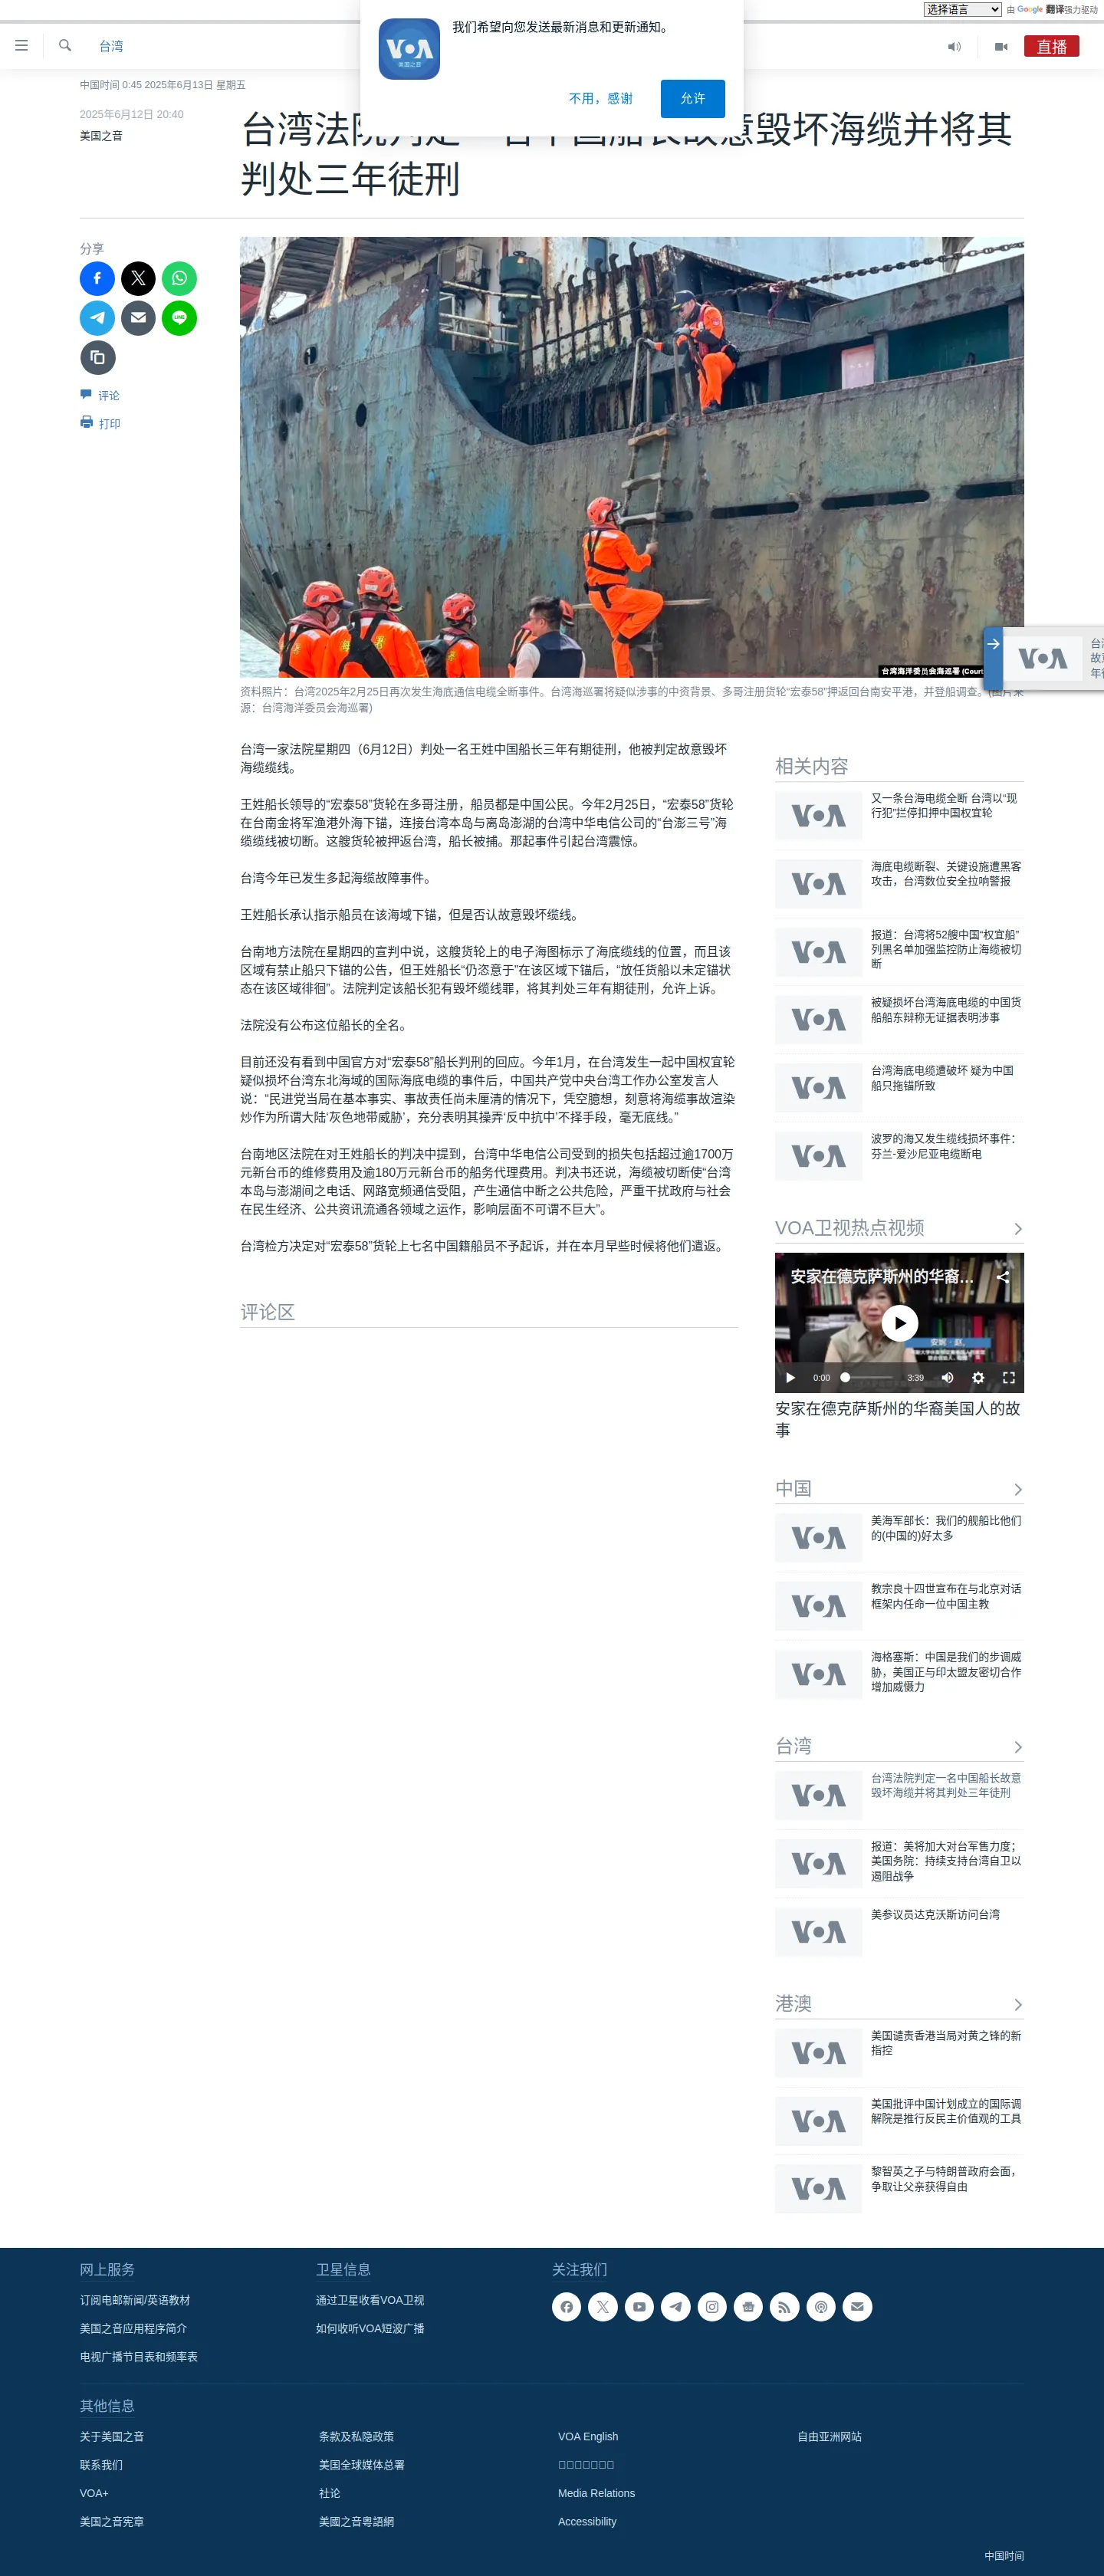 选择语言 由 Google 翻译强力驱动
我们希望向您发送最新消息和更新通知。
VOA
美国之音
不用，感谢
允许
台湾
直播
中国时间 0:45 2025年6月13日 星期五
2025年6月12日 20:40
美国之音
台湾法院判定一名中国船长故意毁坏海缆并将其
判处三年徒刑
分享
LINE
评论
打印
台湾海洋委员会海巡署 (Court
资料照片：台湾2025年2月25日再次发生海底通信电缆全断事件。台湾海巡署将疑似涉事的中资背景、多哥注册货轮“宏泰58”押返回台南安平港，并登船调查。(图片来
源：台湾海洋委员会海巡署)
VOA
台湾一家法院星期四（6月12日）判处一名王姓中国船长三年有期徒刑，他被判定故意毁坏
海缆缆线。
王姓船长领导的“宏泰58”货轮在多哥注册，船员都是中国公民。今年2月25日，“宏泰58”货轮
在台南金将军渔港外海下锚，连接台湾本岛与离岛澎湖的台湾中华电信公司的“台澎三号”海
缆缆线被切断。这艘货轮被押返台湾，船长被捕。那起事件引起台湾震惊。
台湾今年已发生多起海缆故障事件。
王姓船长承认指示船员在该海域下锚，但是否认故意毁坏缆线。
台南地方法院在星期四的宣判中说，这艘货轮上的电子海图标示了海底缆线的位置，而且该
区域有禁止船只下锚的公告，但王姓船长“仍恣意于”在该区域下锚后，“放任货船以未定锚状
态在该区域徘徊”。法院判定该船长犯有毁坏缆线罪，将其判处三年有期徒刑，允许上诉。
法院没有公布这位船长的全名。
目前还没有看到中国官方对“宏泰58”船长判刑的回应。今年1月，在台湾发生一起中国权宜轮
疑似损坏台湾东北海域的国际海底电缆的事件后，中国共产党中央台湾工作办公室发言人
说：“民进党当局在基本事实、事故责任尚未厘清的情况下，凭空臆想，刻意将海缆事故渲染
炒作为所谓大陆‘灰色地带威胁’，充分表明其操弄‘反中抗中’不择手段，毫无底线。”
台南地区法院在对王姓船长的判决中提到，台湾中华电信公司受到的损失包括超过逾1700万
元新台币的维修费用及逾180万元新台币的船务代理费用。判决书还说，海缆被切断使“台湾
本岛与澎湖间之电话、网路宽频通信受阻，产生通信中断之公共危险，严重干扰政府与社会
在民生经济、公共资讯流通各领域之运作，影响层面不可谓不巨大”。
台湾检方决定对“宏泰58”货轮上七名中国籍船员不予起诉，并在本月早些时候将他们遣返。
评论区
相关内容
VOA
又一条台海电缆全断 台湾以“现
行犯”拦停扣押中国权宜轮
VOA
海底电缆断裂、关键设施遭黑客
攻击，台湾数位安全拉响警报
VOA
报道：台湾将52艘中国“权宜船”
列黑名单加强监控防止海缆被切
断
VOA
被疑损坏台湾海底电缆的中国货
船船东辩称无证据表明涉事
VOA
台湾海底电缆遭破坏 疑为中国
船只拖锚所致
VOA
波罗的海又发生缆线损坏事件：
芬兰-爱沙尼亚电缆断电
VOA卫视热点视频
安家在德克萨斯州的华裔…
0:00
3:39
安家在德克萨斯州的华裔美国人的故
事
中国
VOA
美海军部长：我们的舰船比他们
的(中国的)好太多
VOA
教宗良十四世宣布在与北京对话
框架内任命一位中国主教
VOA
海格塞斯：中国是我们的步调威
胁，美国正与印太盟友密切合作
增加威慑力
台湾
VOA
台湾法院判定一名中国船长故意
毁坏海缆并将其判处三年徒刑
VOA
报道：美将加大对台军售力度；
美国务院：持续支持台湾自卫以
遏阻战争
VOA
美参议员达克沃斯访问台湾
港澳
VOA
美国谴责香港当局对黄之锋的新
指控
VOA
美国批评中国计划成立的国际调
解院是推行反民主价值观的工具
VOA
黎智英之子与特朗普政府会面，
争取让父亲获得自由
网上服务
订阅电邮新闻/英语教材
美国之音应用程序简介
电视广播节目表和频率表
卫星信息
通过卫星收看VOA卫视
如何收听VOA短波广播
关注我们
其他信息
关于美国之音
联系我们
VOA+
美国之音宪章
条款及私隐政策
美国全球媒体总署
社论
美國之音粵語網
VOA English
Media Relations
Accessibility
自由亚洲网站
中国时间